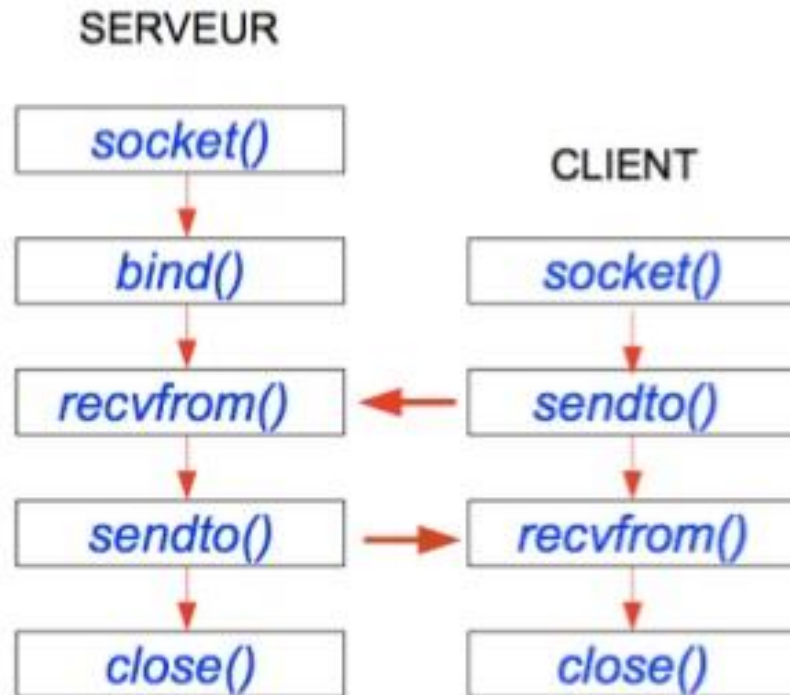 SERVEUR
socket()
bind()
recvfrom()
sendto()
close()
CLIENT
socket()
sendto()
recvfrom()
close()